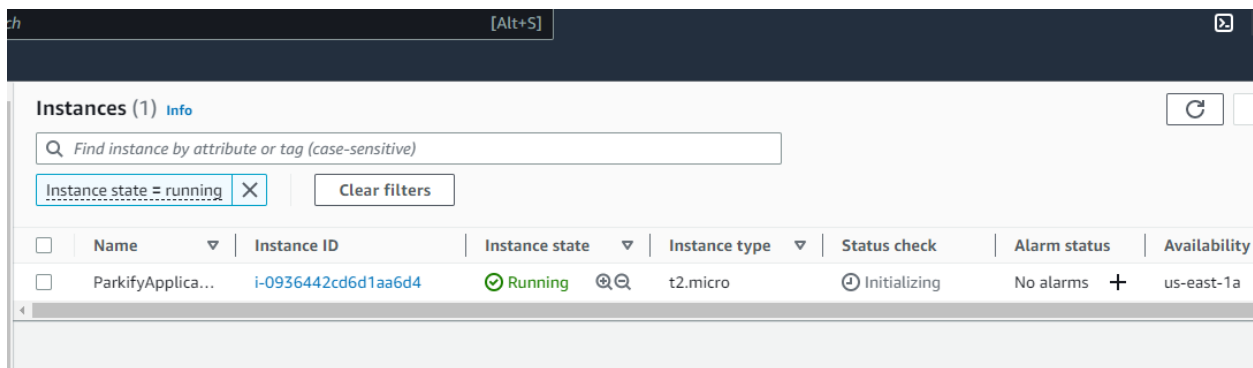 ch [Alt+S]
Instances (1) Info
Find instance by attribute or tag (case-sensitive)
Instance state = running Clear filters
Name Instance ID Instance state Instance type Status check Alarm status Availability
ParkifyApplica... i-0936442cd6d1aa6d4 Running t2.micro Initializing No alarms us-east-1a